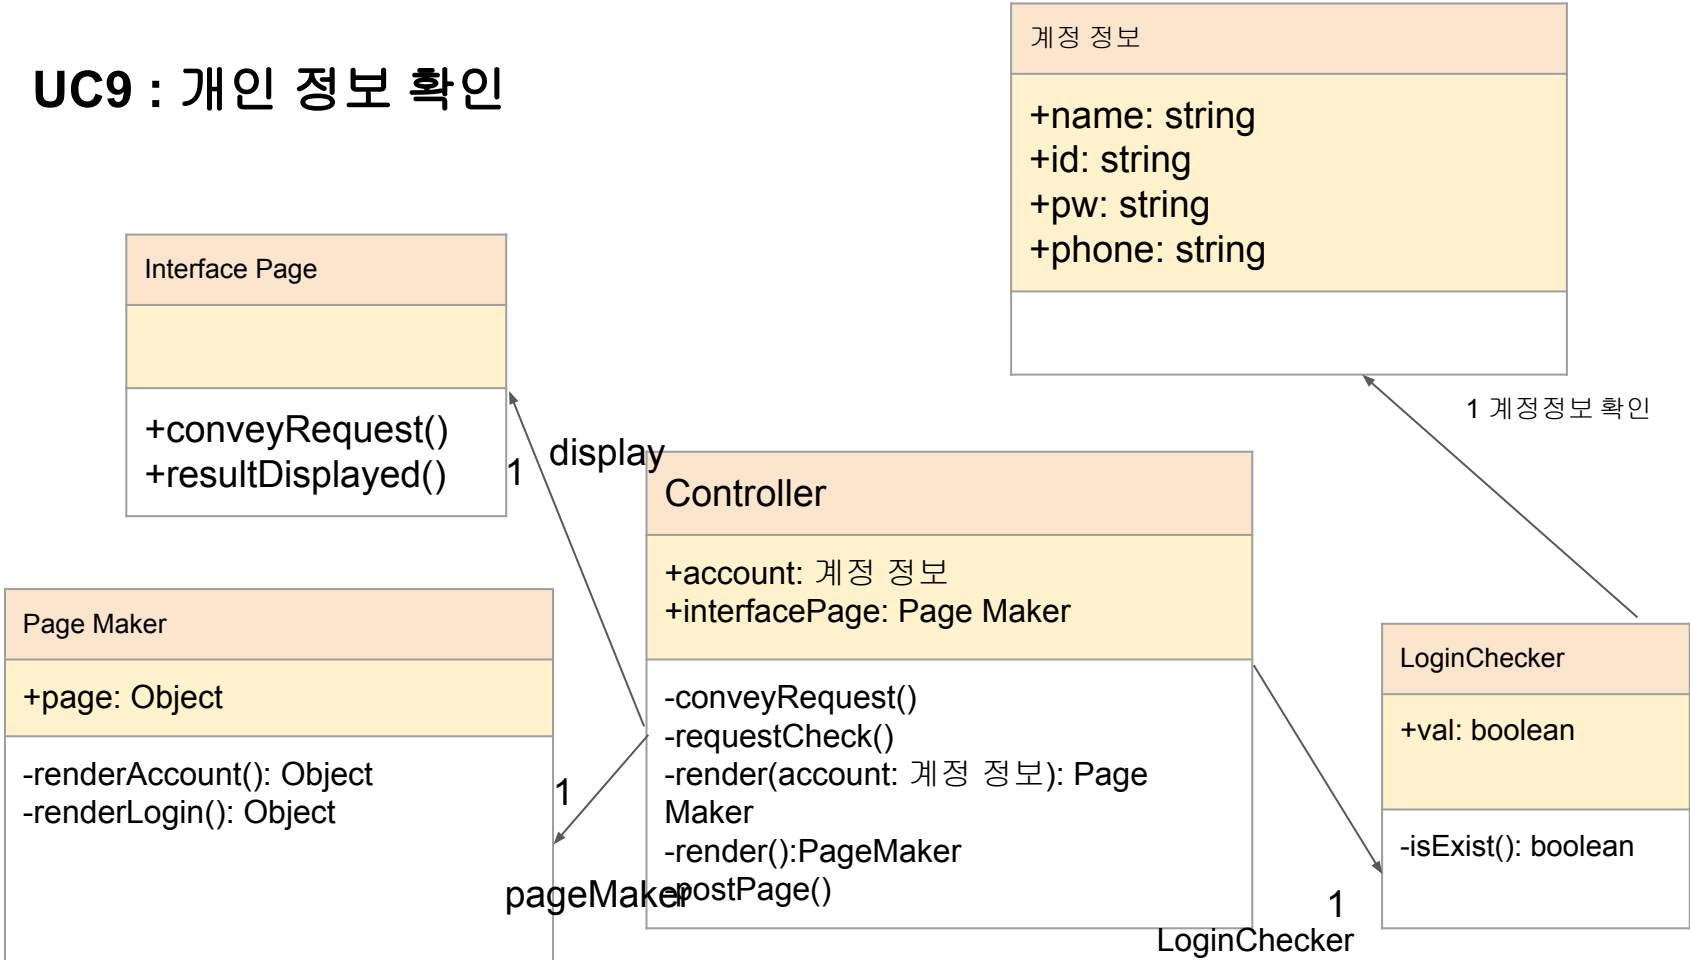 UC9 : 개인 정보 확인
계정 정보
+name: string
+id: string
+pw: string
+phone: string
1 계정정보 확인
Interface Page
+conveyRequest()
+resultDisplayed()
1
display
Controller
+account: 계정 정보
+interfacePage: Page Maker
-conveyRequest()
-requestCheck()
-render(account: 계정 정보): Page
Maker
-render():PageMaker
-postPage()
Page Maker
+page: Object
-renderAccount(): Object
-renderLogin(): Object
1
pageMaker
LoginChecker
+val: boolean
-isExist(): boolean
1
LoginChecker